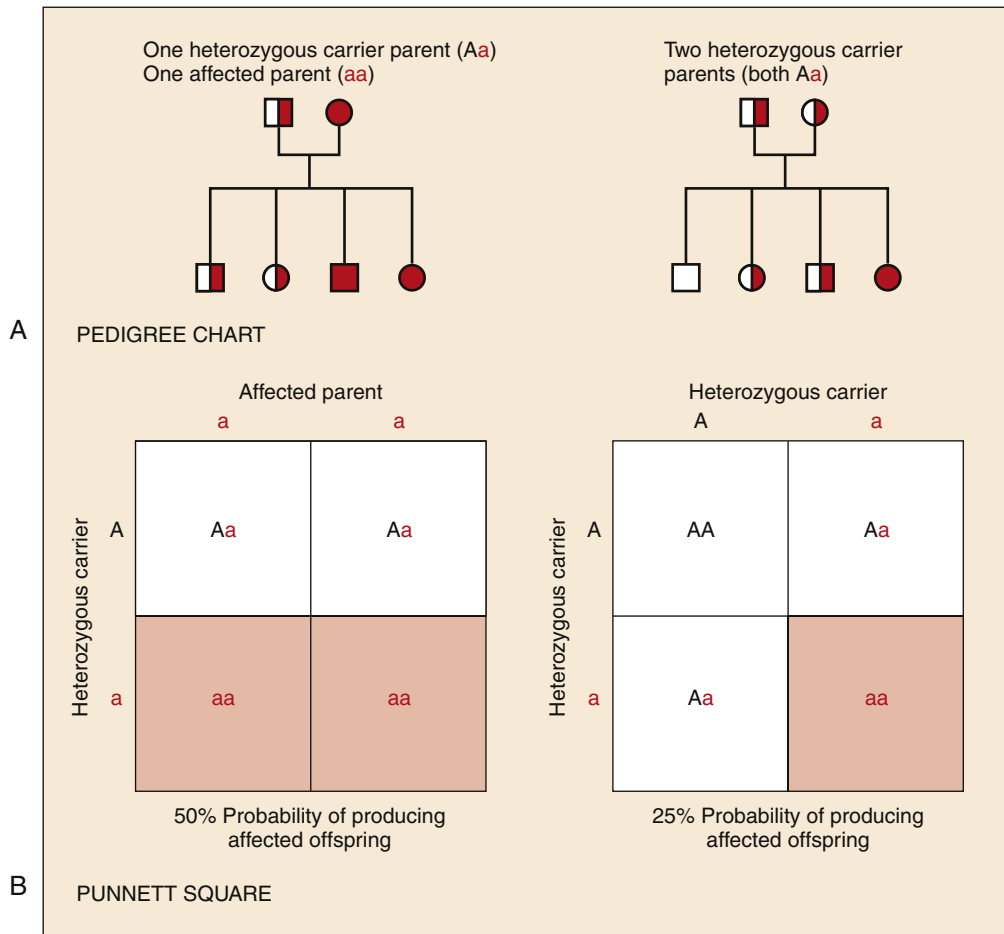 One heterozygous carrier parent (Aa)
One affected parent (aa)
Two heterozygous carrier
parents (both Aa)
A
PEDIGREE CHART
Affected parent
a a
Heterozygous carrier
A
Aa Aa
a
aa aa
50% Probability of producing
affected offspring
Heterozygous carrier
A a
Heterozygous carrier
A
AA Aa
a
Aa aa
25% Probability of producing
affected offspring
B
PUNNETT SQUARE